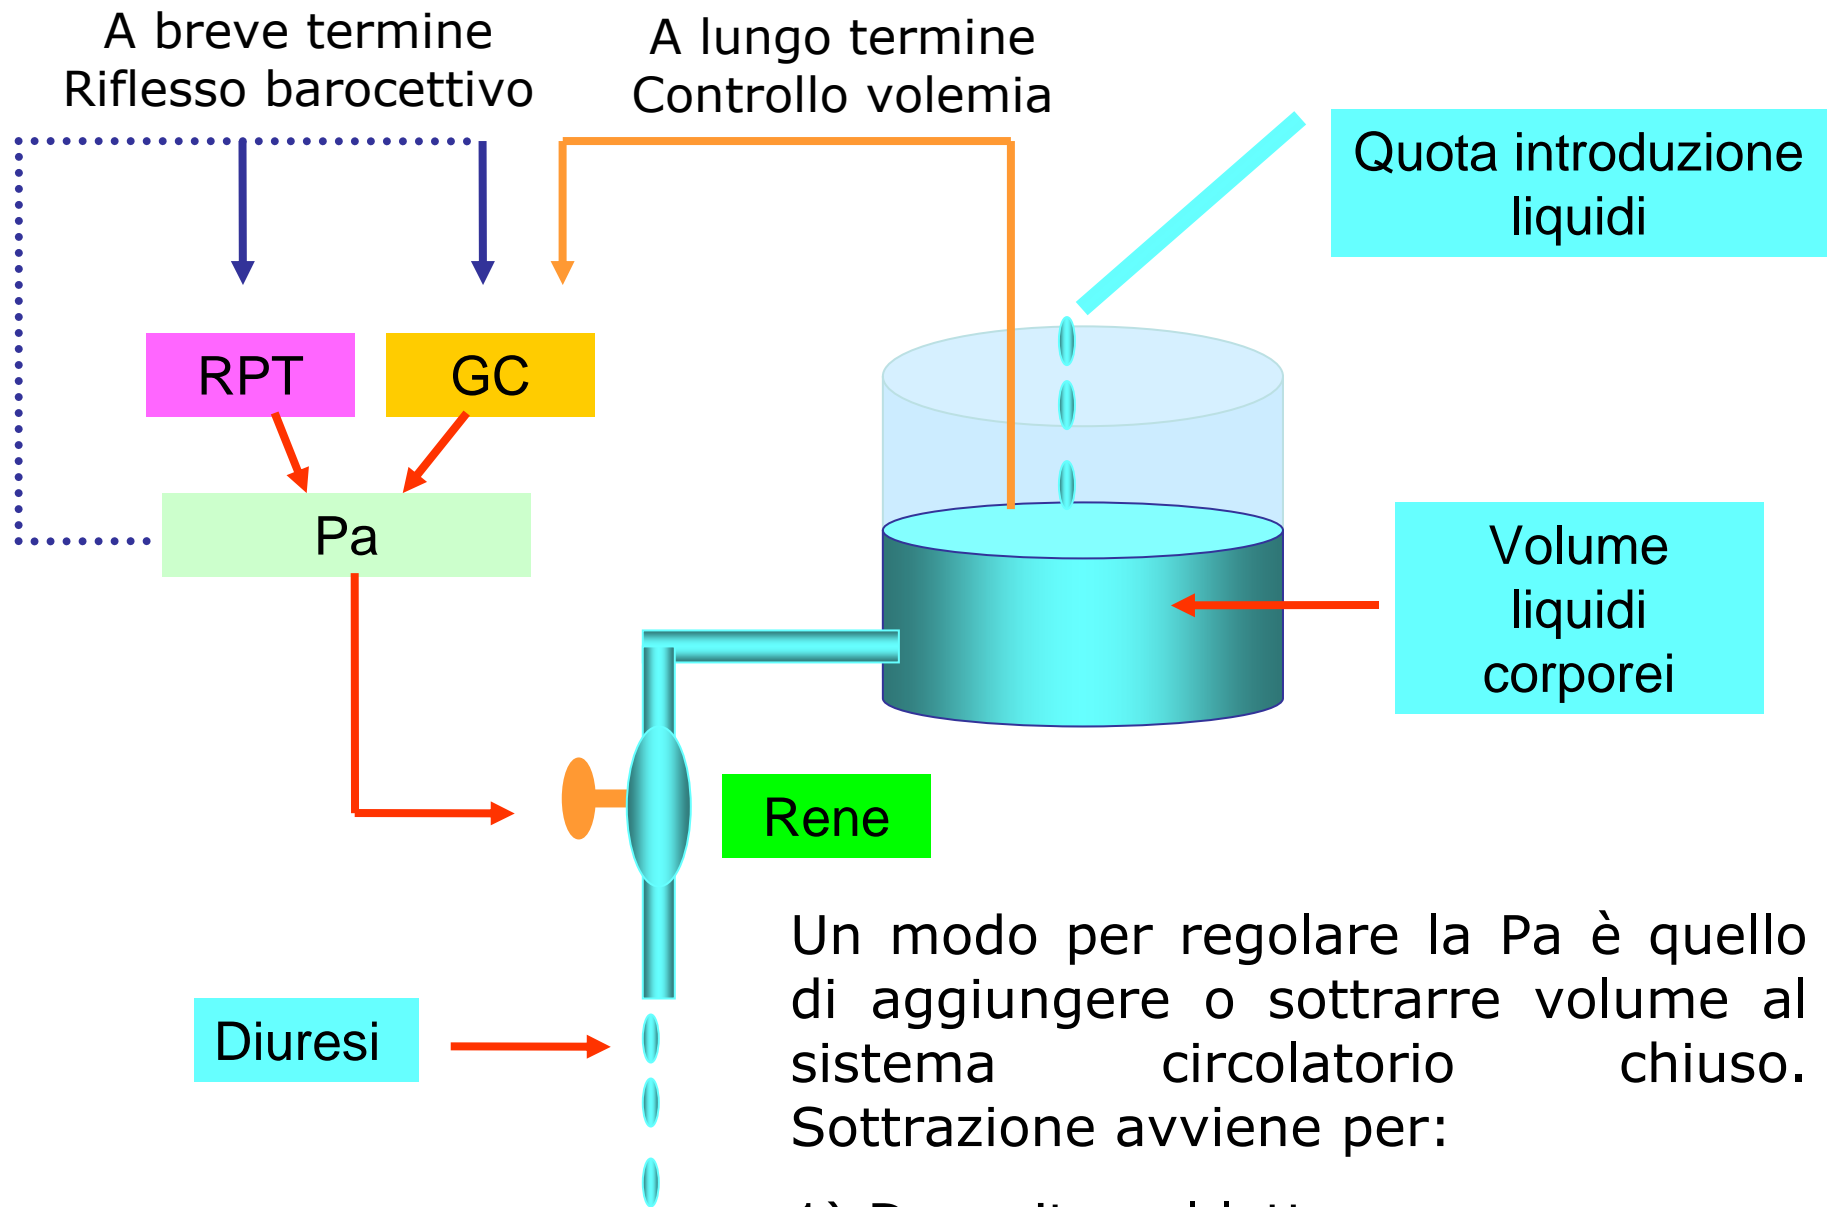 A breve termine
Riflesso barocettivo
A lungo termine
Controllo volemia
Quota introduzione
liquidi
RPT
GC
Pa
Volume
liquidi
corporei
Rene
Diuresi
Un modo per regolare la Pa è quello
di aggiungere o sottrarre volume al
sistema circolatorio chiuso.
Sottrazione avviene per: